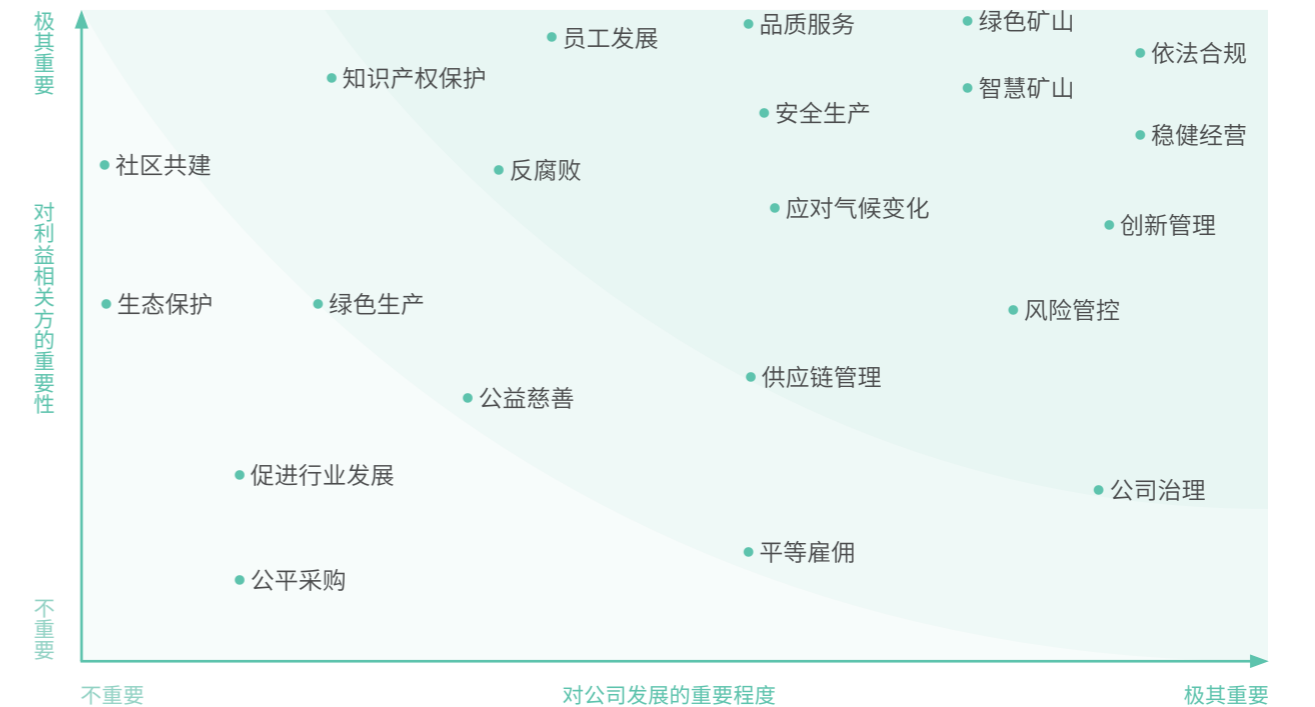 极其重要
对利益相关方的重要性
不重要
绿色矿山
品质服务
员工发展
依法合规
知识产权保护
智慧矿山
安全生产
稳健经营
社区共建
反腐败
应对气候变化
创新管理
生态保护
绿色生产
风险管控
供应链管理
公益慈善
促进行业发展
公司治理
平等雇佣
公平采购
不重要
对公司发展的重要程度
极其重要